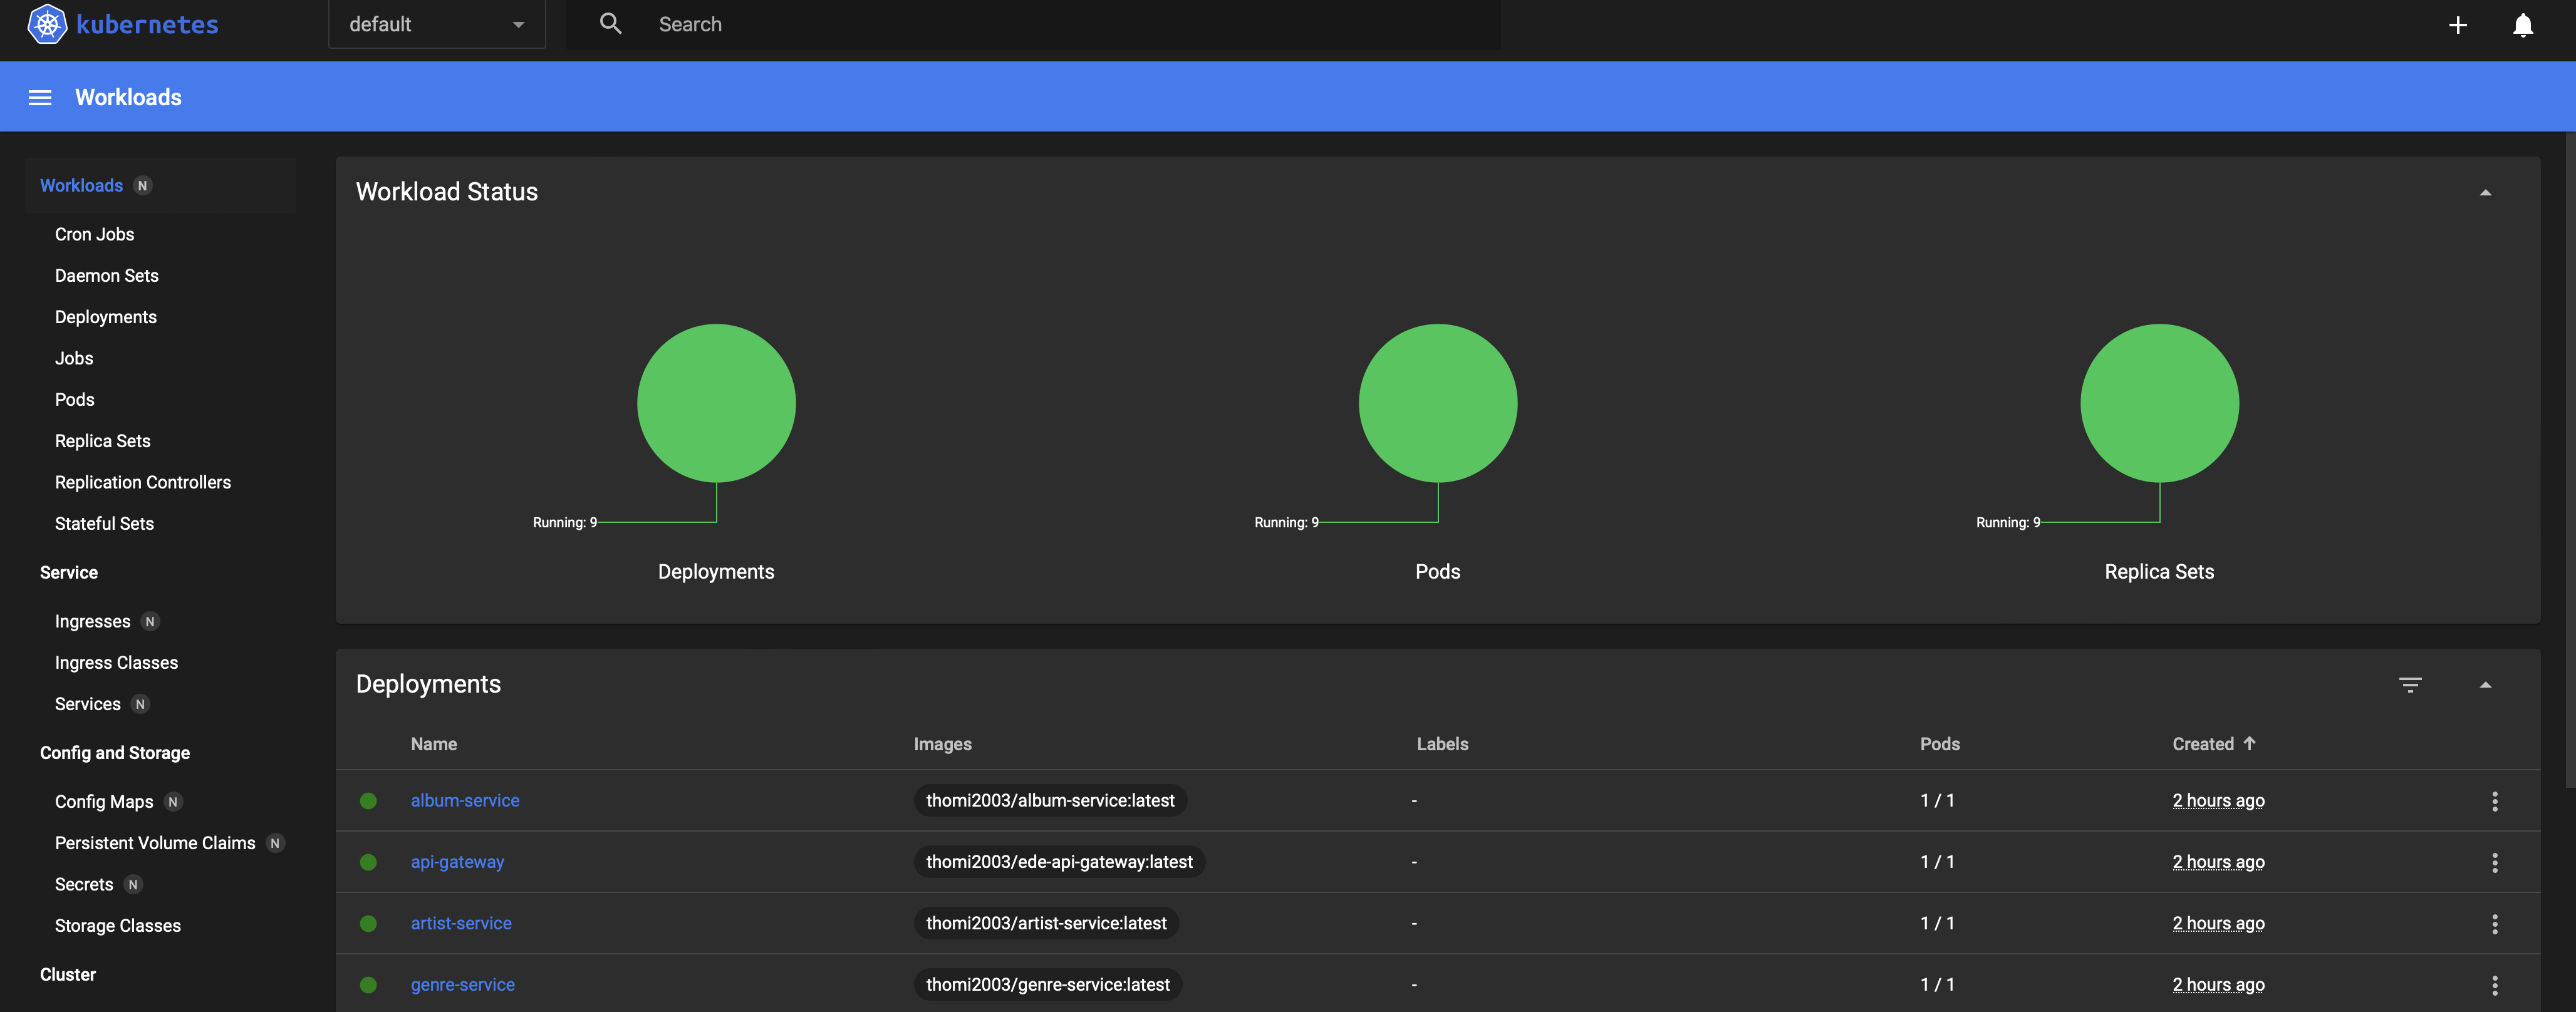 kubernetes
default
Search
Workloads
Workloads N
Cron Jobs
Daemon Sets
Deployments
Jobs
Pods
Replica Sets
Replication Controllers
Stateful Sets
Service
Ingresses N
Ingress Classes
Services N
Config and Storage
Config Maps N
Persistent Volume Claims N
Secrets N
Storage Classes
Cluster
Workload Status
Running: 9
Deployments
Running: 9
Pods
Running: 9
Replica Sets
Deployments
Name Images Labels Pods Created
album-service thomi2003/album-service:latest - 1 / 1 2 hours ago
api-gateway thomi2003/ede-api-gateway:latest - 1 / 1 2 hours ago
artist-service thomi2003/artist-service:latest - 1 / 1 2 hours ago
genre-service thomi2003/genre-service:latest - 1 / 1 2 hours ago